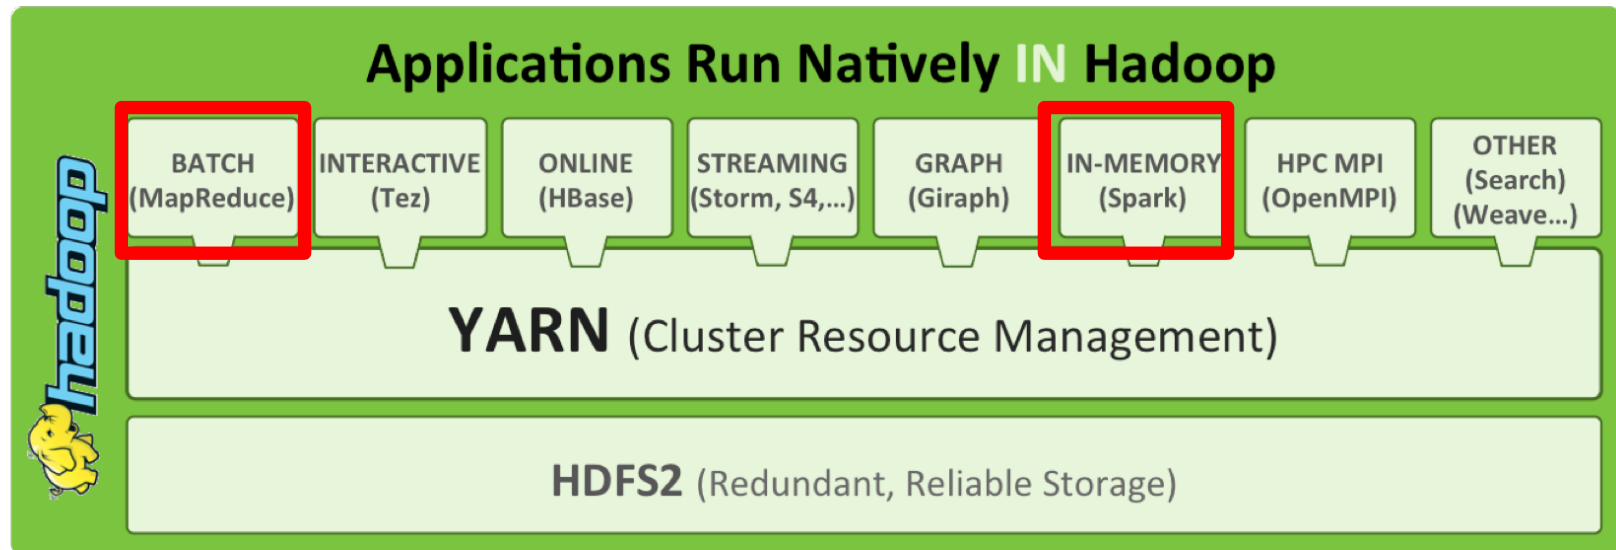 Applications Run Natively IN Hadoop
hadoop
BATCH
(MapReduce)
INTERACTIVE
(Tez)
ONLINE
(HBase)
STREAMING
(Storm, S4,...)
GRAPH
(Giraph)
IN-MEMORY
(Spark)
HPC MPI
(OpenMPI)
OTHER
(Search)
(Weave...)
YARN (Cluster Resource Management)
HDFS2 (Redundant, Reliable Storage)